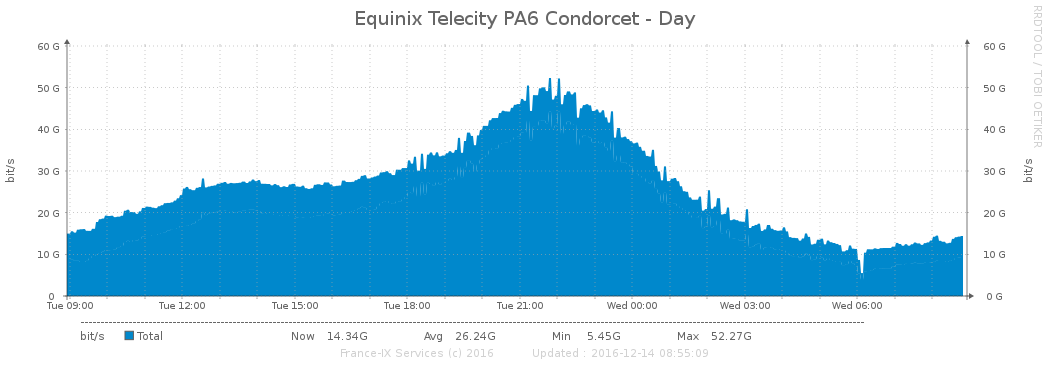 Equinix Telecity PA6 Condorcet - Day
RRDTOOL / TOBI OETIKER
60 G 60 G
50 G 50 G
40 G 40 G
30 G 30 G
20 G 20 G
10 G 10 G
0 0 G
bit/s bit/s
Tue 09:00 Tue 12:00 Tue 15:00 Tue 18:00 Tue 21:00 Wed 00:00 Wed 03:00 Wed 06:00
bit/s Total Now 14.34G Avg 26.24G Min 5.45G Max 52.27G
France-IX Services (c) 2016 Updated : 2016-12-14 08:55:09